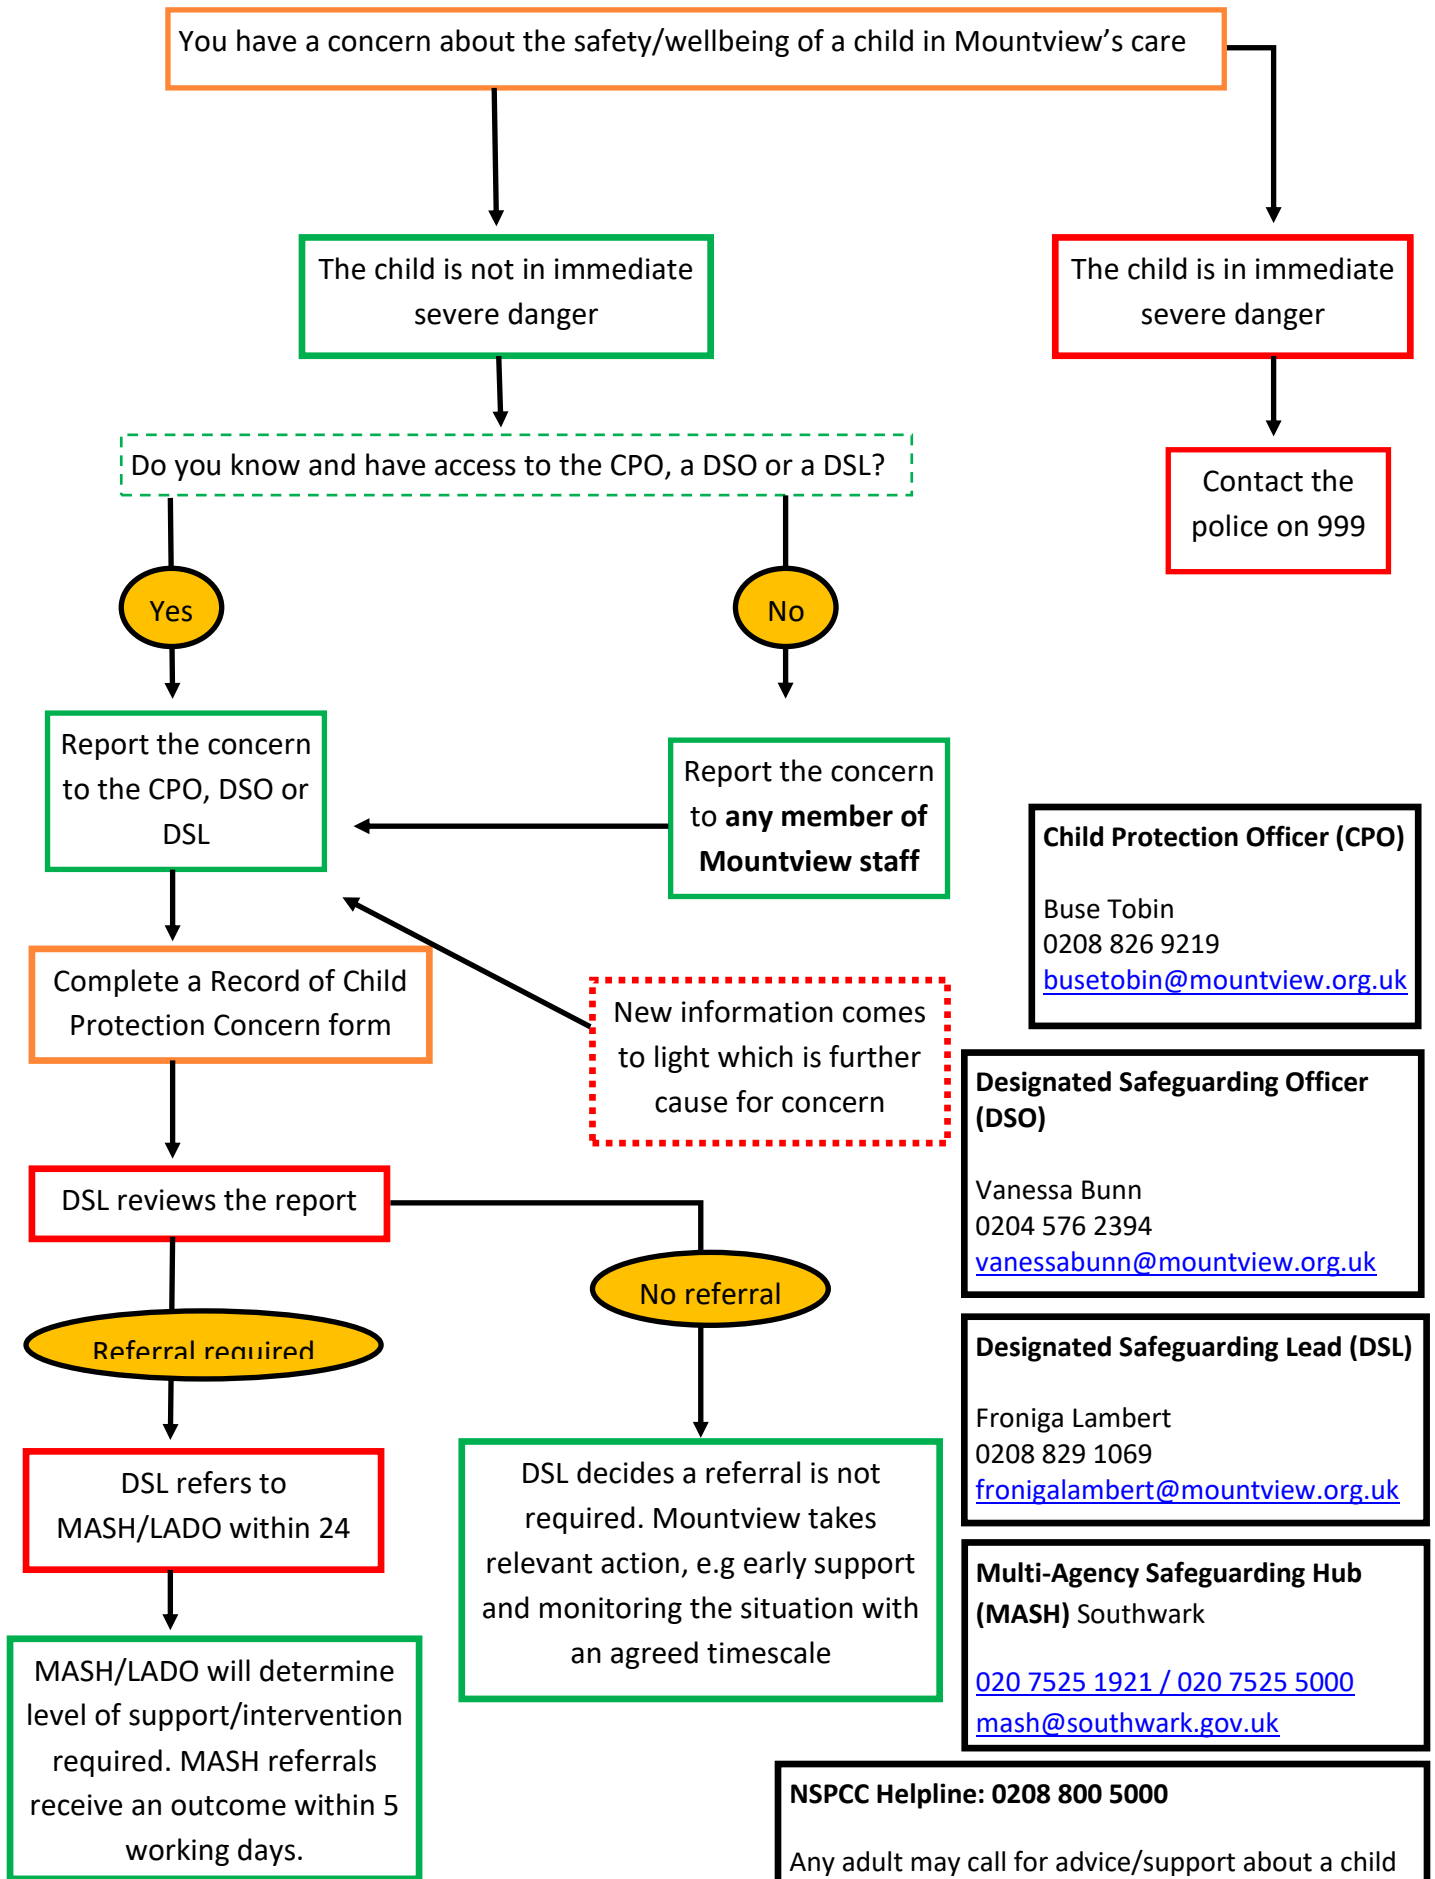 You have a concern about the safety/wellbeing of a child in Mountview’s care
The child is not in immediate
severe danger
The child is in immediate
severe danger
Do you know and have access to the CPO, a DSO or a DSL?
Contact the
police on 999
Yes
No
Report the concern
to the CPO, DSO or
DSL
Report the concern
to any member of
Mountview staff
Complete a Record of Child
Protection Concern form
New information comes
to light which is further
cause for concern
DSL reviews the report
No referral
Referral required
DSL refers to
MASH/LADO within 24
DSL decides a referral is not
required. Mountview takes
relevant action, e.g early support
and monitoring the situation with
an agreed timescale
MASH/LADO will determine
level of support/intervention
required. MASH referrals
receive an outcome within 5
working days.
Child Protection Officer (CPO)
Buse Tobin
0208 826 9219
busetobin@mountview.org.uk
Designated Safeguarding Officer
(DSO)
Vanessa Bunn
0204 576 2394
vanessabunn@mountview.org.uk
Designated Safeguarding Lead (DSL)
Froniga Lambert
0208 829 1069
fronigalambert@mountview.org.uk
Multi-Agency Safeguarding Hub
(MASH) Southwark
020 7525 1921 / 020 7525 5000
mash@southwark.gov.uk
NSPCC Helpline: 0208 800 5000
Any adult may call for advice/support about a child